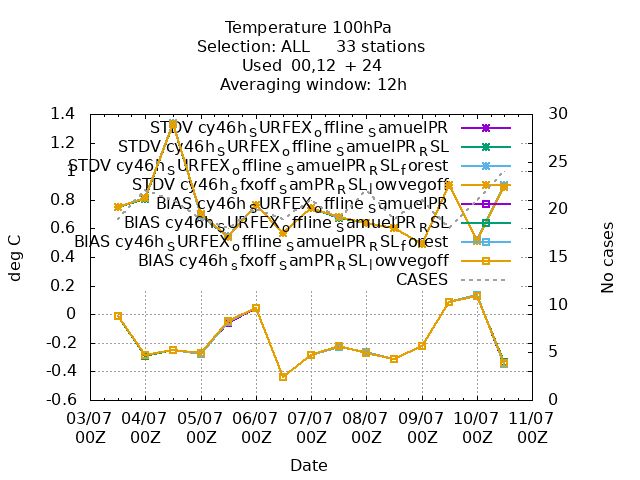 Temperature 100hPa
Selection: ALL 33 stations
Used 00,12 + 24
Averaging window: 12h
1.4
1.2
1
0.8
0.6
0.4
0.2
0
-0.2
-0.4
-0.6
deg C
30
25
20
15
10
5
0
No cases
STDV cy46h_SURFEX_offline_SamuelPR
STDV cy46h_SURFEX_offline_SamuelPR_RSL
STDV cy46h_SURFEX_offline_SamuelPR_RSL_forest
STDV cy46h_sfxoff_SamPR_RSL_lowvegoff
BIAS cy46h_SURFEX_offline_SamuelPR
BIAS cy46h_SURFEX_offline_SamuelPR_RSL
BIAS cy46h_SURFEX_offline_SamuelPR_RSL_forest
BIAS cy46h_sfxoff_SamPR_RSL_lowvegoff
CASES
03/07 04/07 05/07 06/07 07/07 08/07 09/07 10/07 11/07
00Z 00Z 00Z 00Z 00Z 00Z 00Z 00Z 00Z
Date